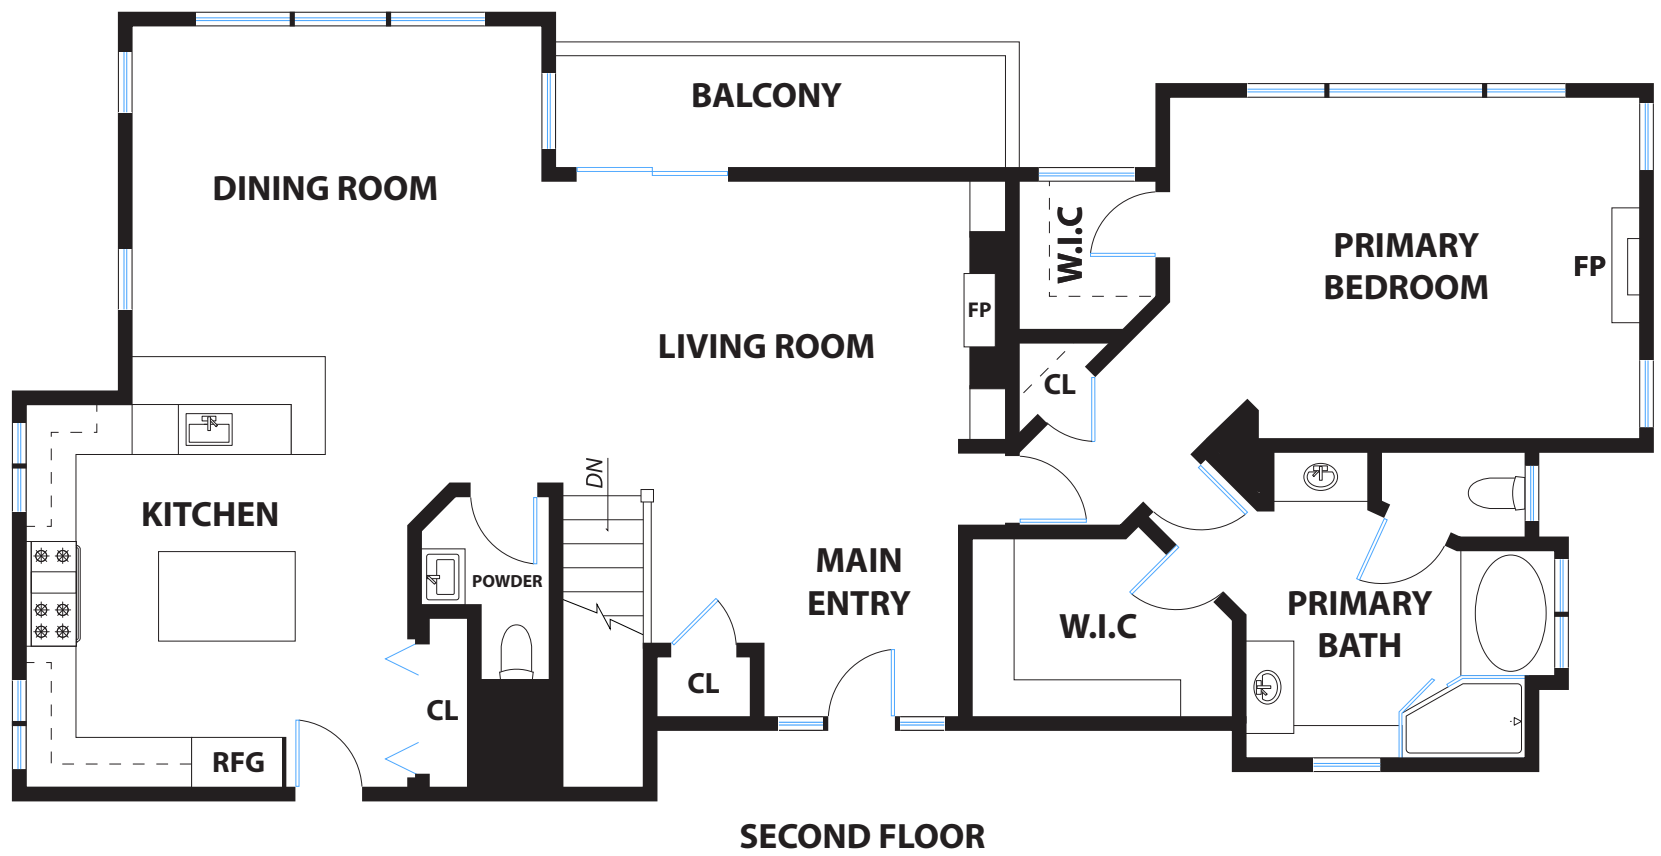 BALCONY
DINING ROOM
W.I.C
PRIMARY
BEDROOM
FP
FP
LIVING ROOM
CL
DN
KITCHEN
MAIN
ENTRY
POWDER
W.I.C
PRIMARY
BATH
CL
CL
RFG
SECOND FLOOR